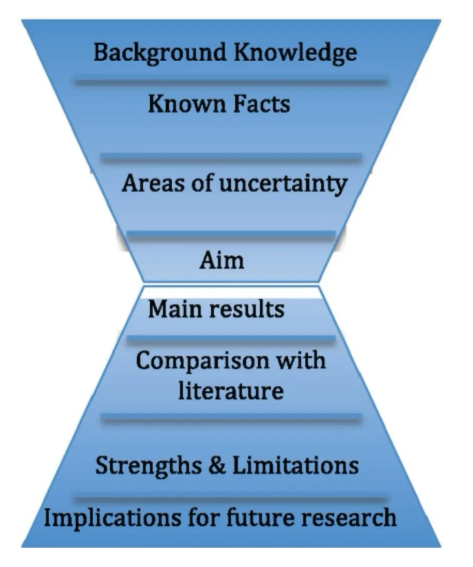 Background Knowledge
Known Facts
Areas of uncertainty
Aim
Main results
Comparison with
literature
Strengths & Limitations
Implications for future research